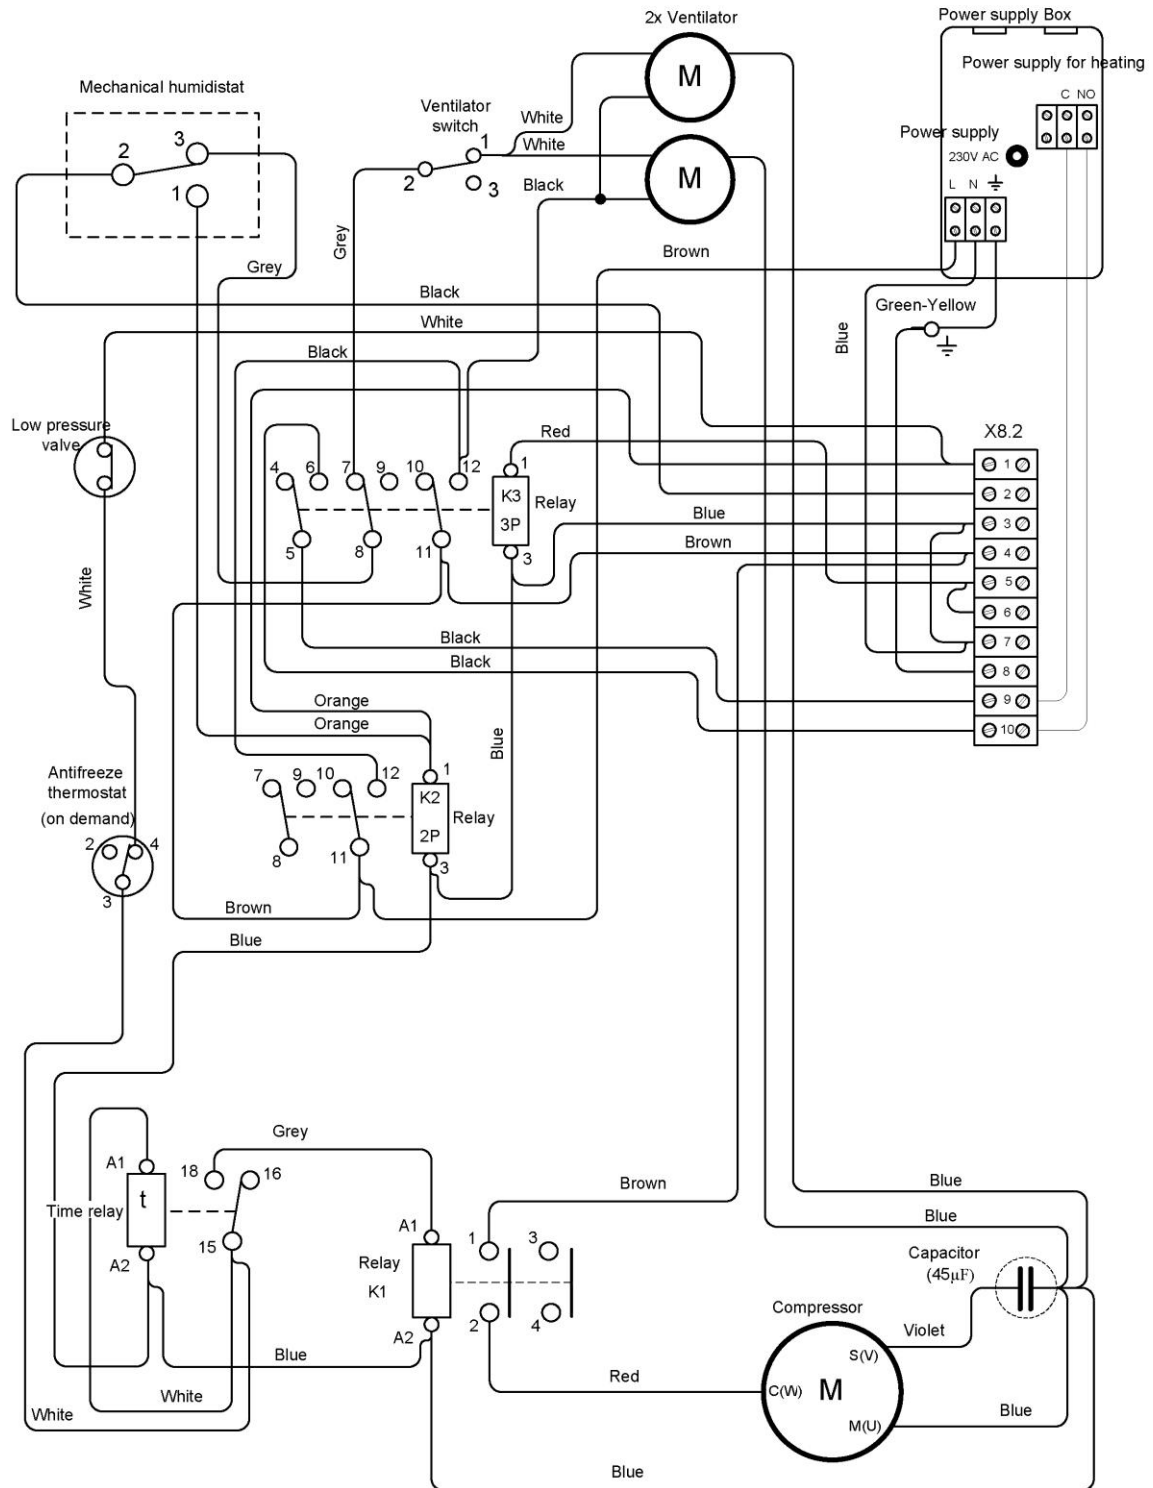 2x Ventilator
M
M
Power supply Box
Power supply for heating
C NO
Power supply
230V AC
L N
Mechanical humidistat
2
3
1
Ventilator
switch
1
2
3
White
White
Black
Grey
Grey
Brown
Black
Green-Yellow
Blue
White
Black
Low pressure
valve
Red
X8.2
4 6 7 9 10 12
1
K3
3P
Relay
3
5 8 11
Blue
Brown
1
2
3
4
5
6
7
8
9
10
White
Black
Black
Orange
Orange
Blue
Antifreeze
thermostat
(on demand)
2 4
3
7 9 10 12
1
K2
2P
Relay
3
8 11
Brown
Blue
Grey
A1
t
Time relay
A2
18 16
15
Brown
Blue
Blue
A1
Relay
K1
A2
1 3
2 4
Capacitor
(45µF)
Compressor
Violet
S(V)
C(W) M
M(U)
Blue
Red
White
White
Blue
Blue